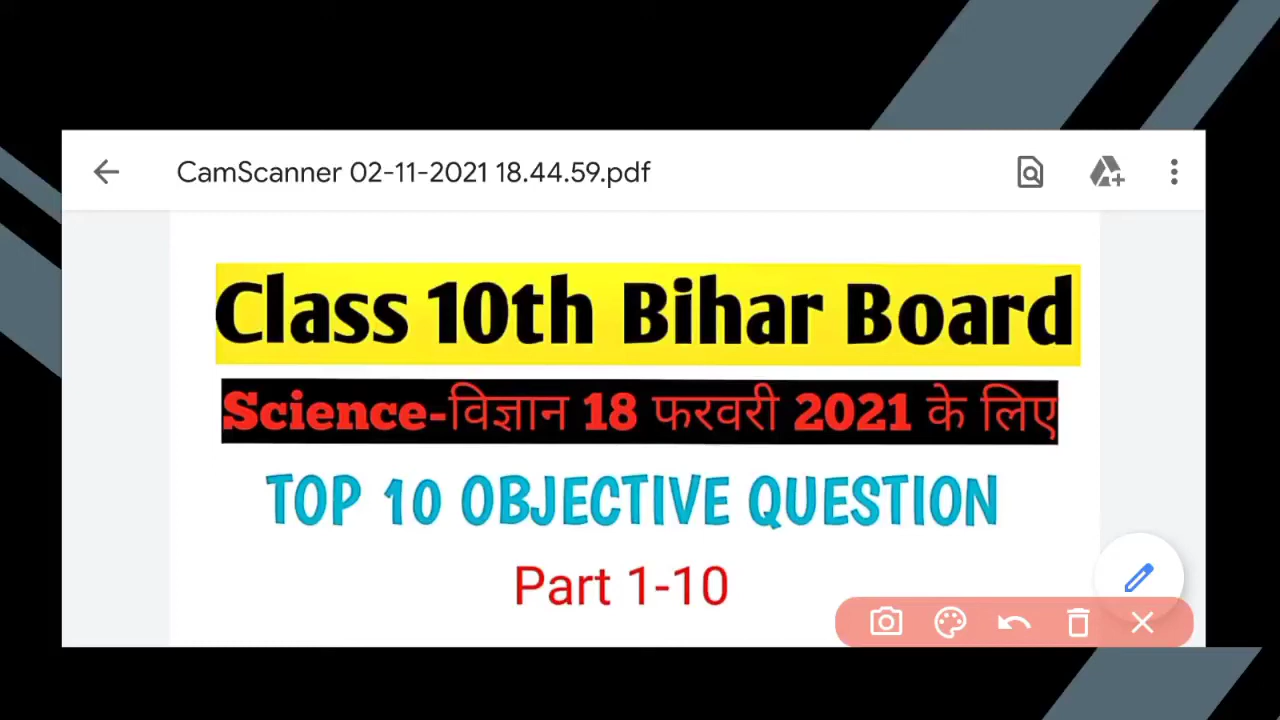 CamScanner 02-11-2021 18.44.59.pdf
Class 10th Bihar Board
Science-विज्ञान 18 फरवरी 2021 के लिए
TOP 10 OBJECTIVE QUESTION
Part 1-10